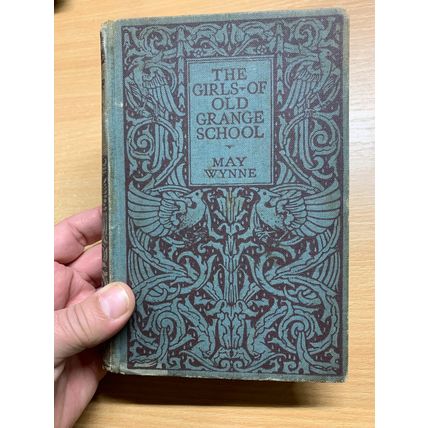 THE
GIRLS-OF
OLD
GRANGE
SCHOOL
MAY
WYNNE